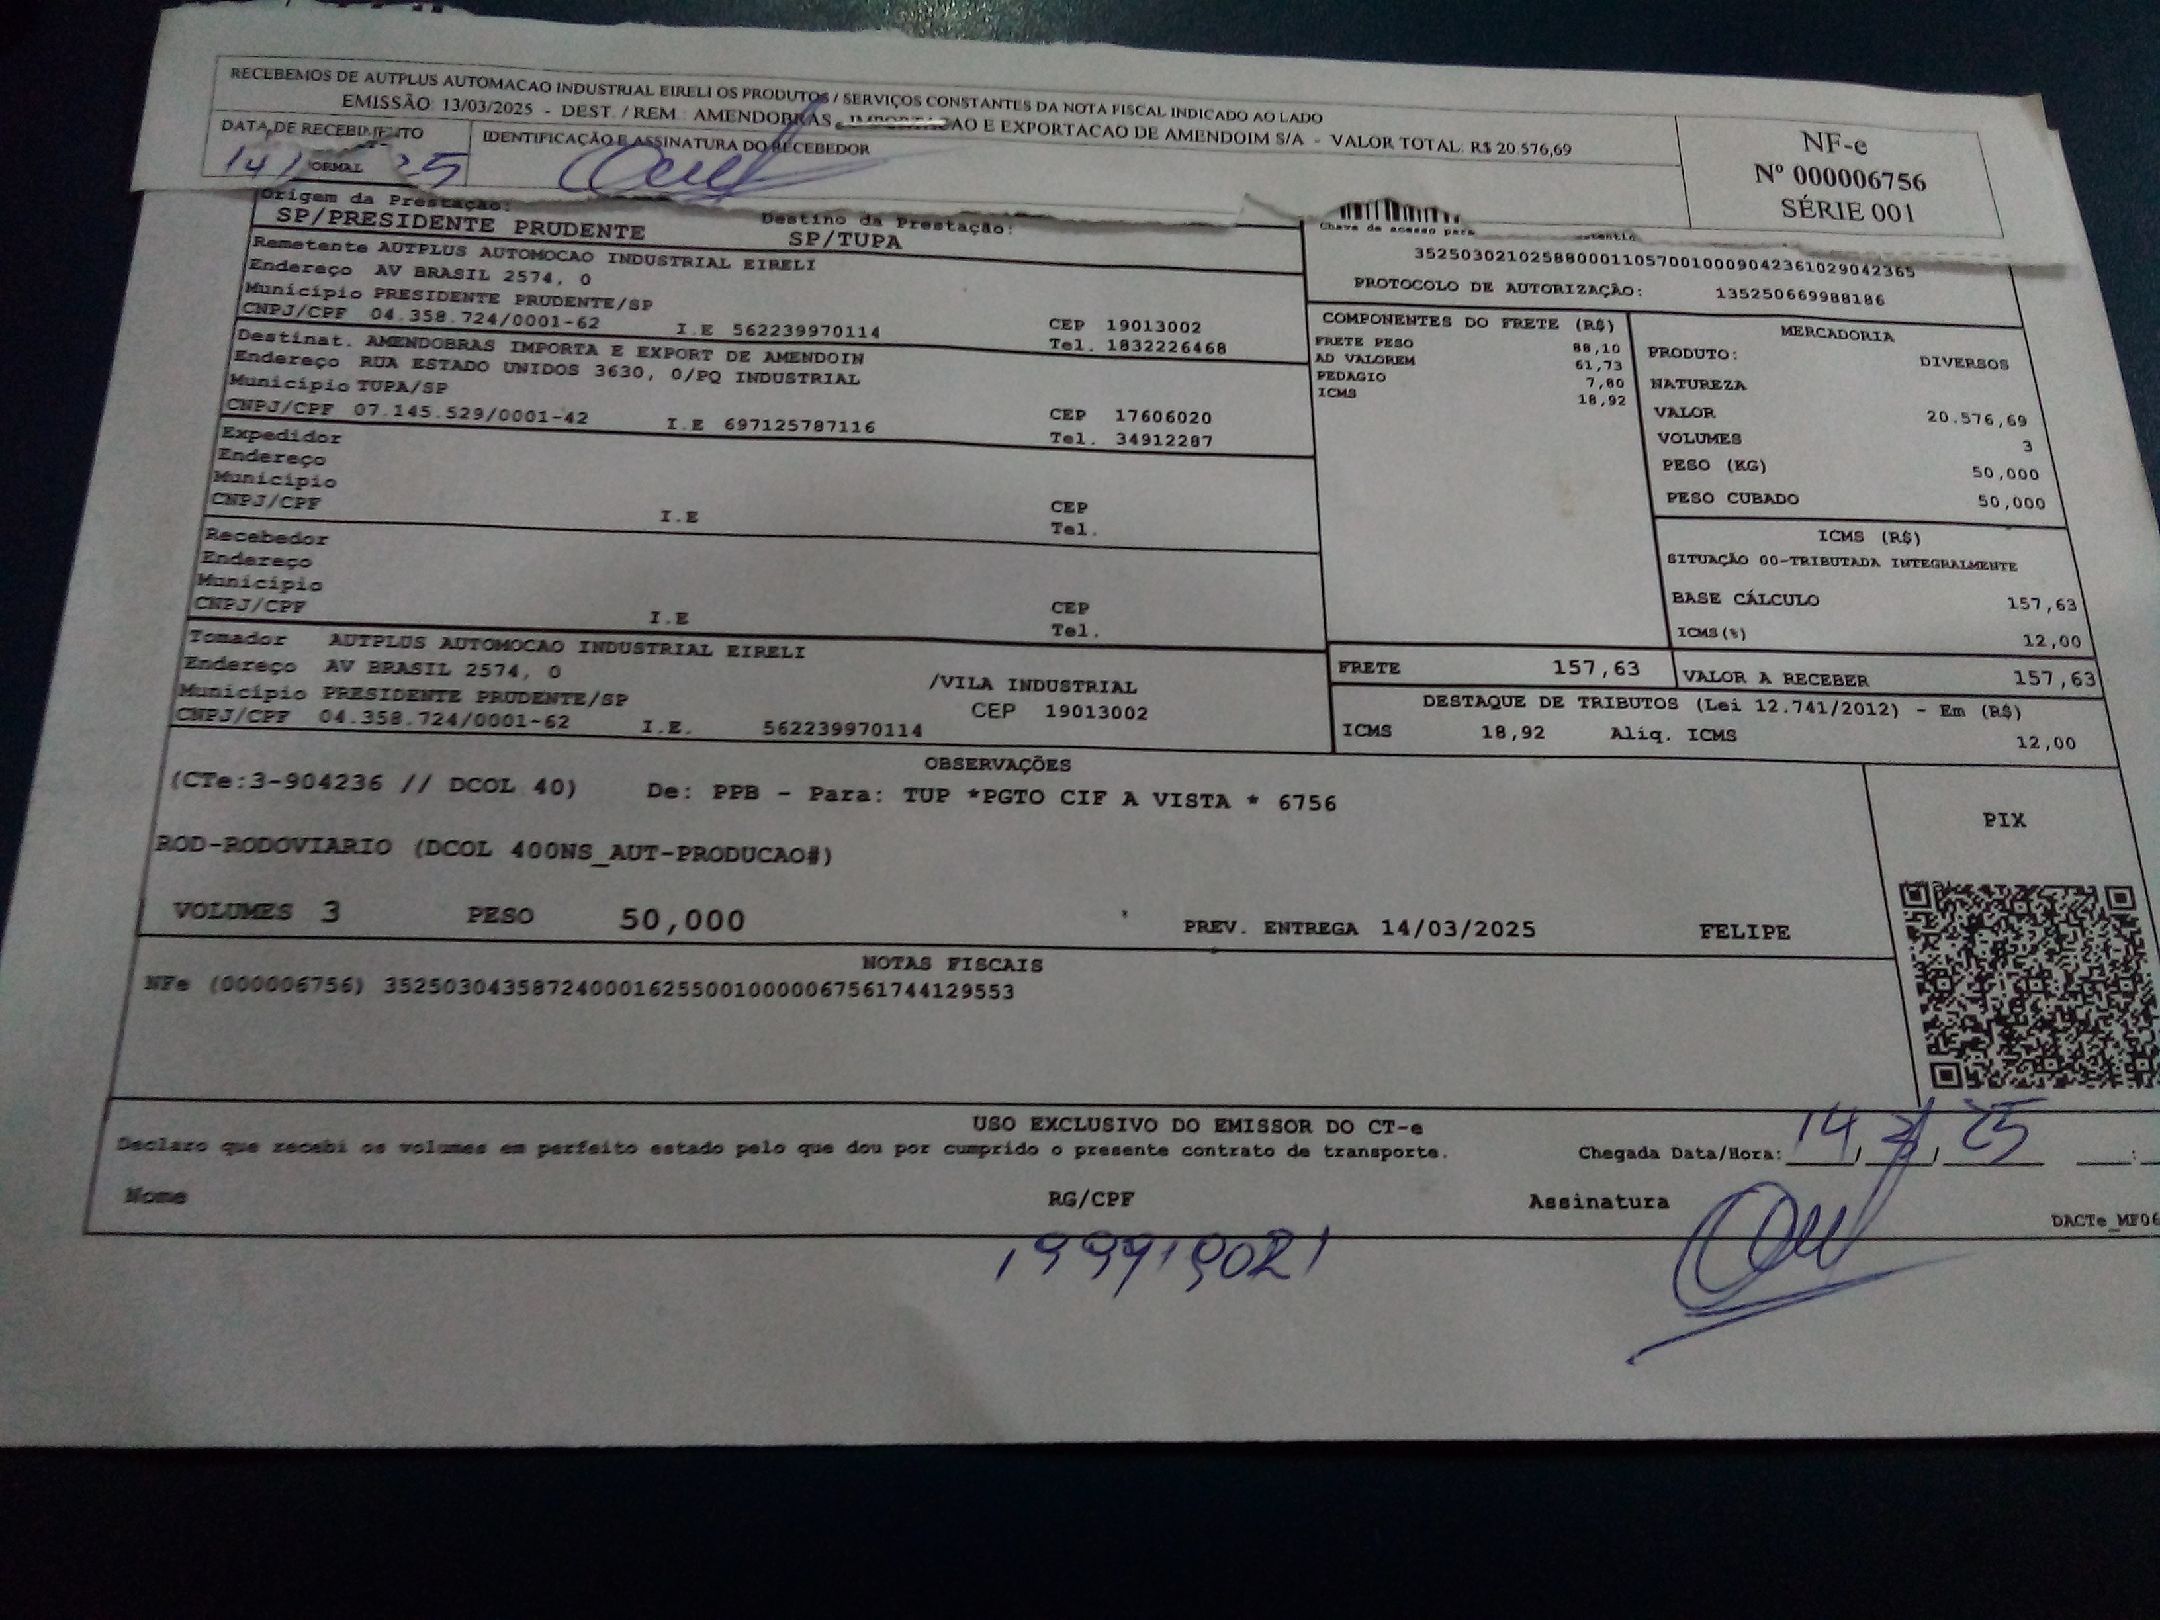 RECEBEMOS DE AUTPLUS AUTOMACAO INDUSTRIAL EIRELI OS PRODUTOS / SERVIÇOS CONSTANTES DA NOTA FISCAL INDICADO AO LADO
EMISSÃO: 13/03/2025 - DEST. / REM.: AMENDOBRAS IMPORTACAO E EXPORTACAO DE AMENDOIM S/A - VALOR TOTAL: R$ 20.576,69
NF-e
Nº 000006756
SÉRIE 001
DATA DE RECEBIMENTO
IDENTIFICAÇÃO E ASSINATURA DO RECEBEDOR
14/ 25
ORMAL
Origem da Prestação:
SP/PRESIDENTE PRUDENTE
Destino da Prestação:
SP/TUPA
Chave de acesso para
35250302102588000110570010009042361029042365
PROTOCOLO DE AUTORIZAÇÃO: 135250669988186
Remetente AUTPLUS AUTOMOCAO INDUSTRIAL EIRELI
Endereço AV BRASIL 2574, 0
Município PRESIDENTE PRUDENTE/SP
CEP 19013002
CNPJ/CPF 04.358.724/0001-62 I.E 562239970114
Tel. 1832226468
Destinat. AMENDOBRAS IMPORTA E EXPORT DE AMENDOIN
Endereço RUA ESTADO UNIDOS 3630, 0/PQ INDUSTRIAL
Município TUPA/SP
CEP 17606020
CNPJ/CPF 07.145.529/0001-42 I.E 697125787116
Tel. 34912287
Expedidor
Endereço
Município
CEP
CNPJ/CPF I.E
Tel.
Recebedor
Endereço
Município
CEP
CNPJ/CPF I.E
Tel.
Tomador AUTPLUS AUTOMOCAO INDUSTRIAL EIRELI
Endereço AV BRASIL 2574, 0 /VILA INDUSTRIAL
Município PRESIDENTE PRUDENTE/SP CEP 19013002
CNPJ/CPF 04.358.724/0001-62 I.E. 562239970114
COMPONENTES DO FRETE (R$)
FRETE PESO 88,10
AD VALOREM 61,73
PEDAGIO 7,80
ICMS 18,92
MERCADORIA
PRODUTO: DIVERSOS
NATUREZA
VALOR 20.576,69
VOLUMES 3
PESO (KG) 50,000
PESO CUBADO 50,000
ICMS (R$)
SITUAÇÃO 00-TRIBUTADA INTEGRALMENTE
BASE CÁLCULO 157,63
ICMS(%) 12,00
FRETE 157,63
VALOR A RECEBER 157,63
DESTAQUE DE TRIBUTOS (Lei 12.741/2012) - Em (R$)
ICMS 18,92 Aliq. ICMS 12,00
OBSERVAÇÕES
(CTe:3-904236 // DCOL 40) De: PPB - Para: TUP *PGTO CIF A VISTA * 6756
ROD-RODOVIARIO (DCOL 400NS_AUT-PRODUCAO#)
VOLUMES 3 PESO 50,000 PREV. ENTREGA 14/03/2025 FELIPE
PIX
NOTAS FISCAIS
NFe (000006756) 35250304358724000162550010000067561744129553
USO EXCLUSIVO DO EMISSOR DO CT-e
Declaro que recebi os volumes em perfeito estado pelo que dou por cumprido o presente contrato de transporte.
Chegada Data/Hora: 14/3/25 :
Nome RG/CPF Assinatura
DACTe_MF06
199919021